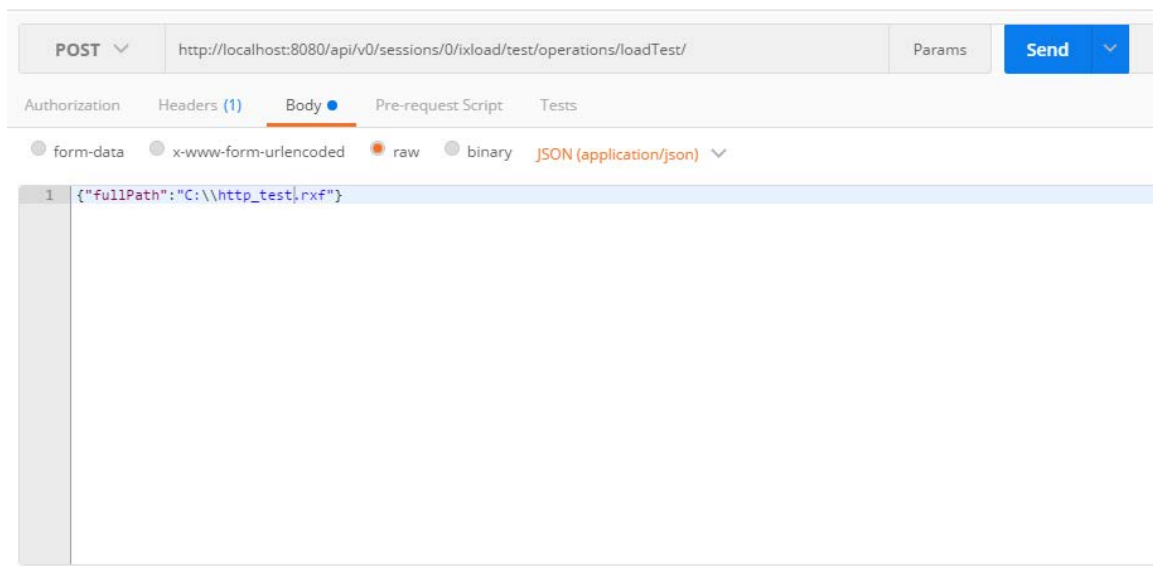 POST http://localhost:8080/api/v0/sessions/0/ixload/test/operations/loadTest/ Params Send
Authorization Headers (1) Body Pre-request Script Tests
form-data x-www-form-urlencoded raw binary JSON (application/json)
1 {"fullPath":"C:\\http_test.rxf"}